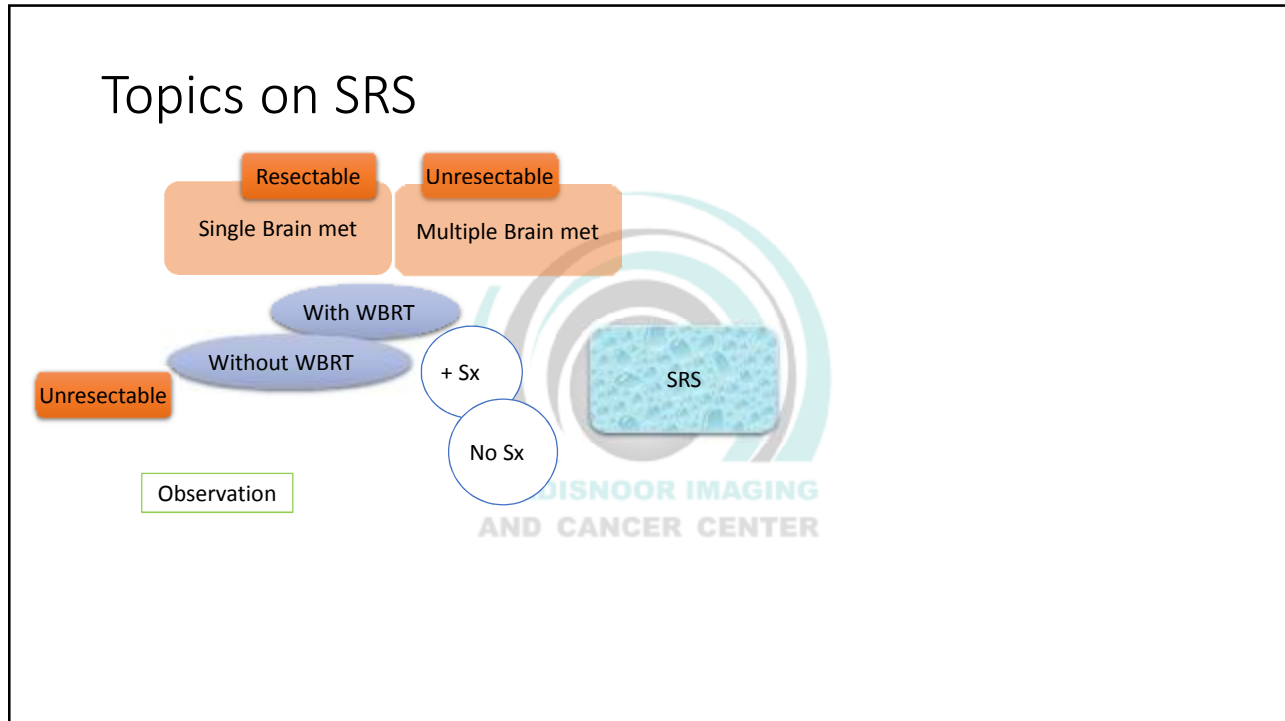 Topics on SRS
Resectable
Unresectable
Single Brain met
Multiple Brain met
With WBRT
Without WBRT
+ Sx
SRS
Unresectable
No Sx
Observation
DISNOOR IMAGING
AND CANCER CENTER